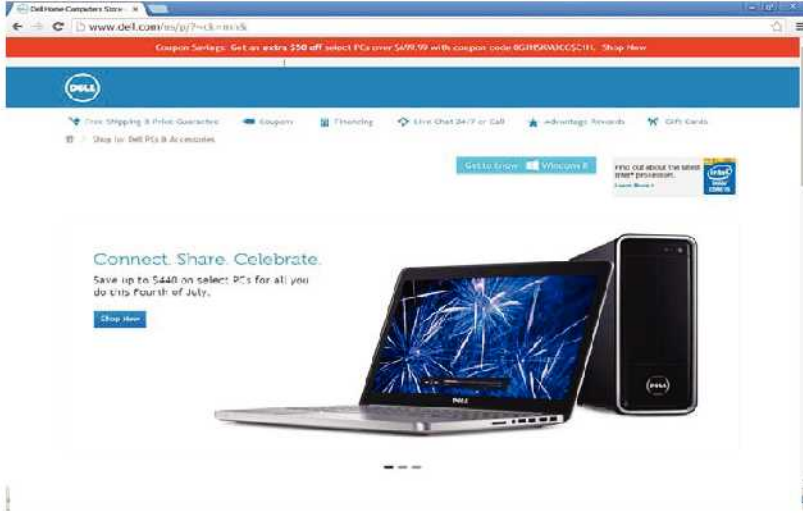 Dell Home Computers Store -
www.dell.com/us/p/?~ck=mn
Coupon Savings: Get an extra $50 off select PCs over $699.99 with coupon code Shop Now
DELL
Free Shipping & Price Guarantee Coupons Financing Live Chat 24/7 or Call Advantage Rewards Gift Cards
Shop for Dell PCs & Accessories
Get to know Windows 8
Find out about the latest
Intel® processors.
Learn More >
intel
inside
CORE i5
Connect. Share. Celebrate.
Save up to $440 on select PCs for all you
do this Fourth of July.
Shop Now
DELL
DELL